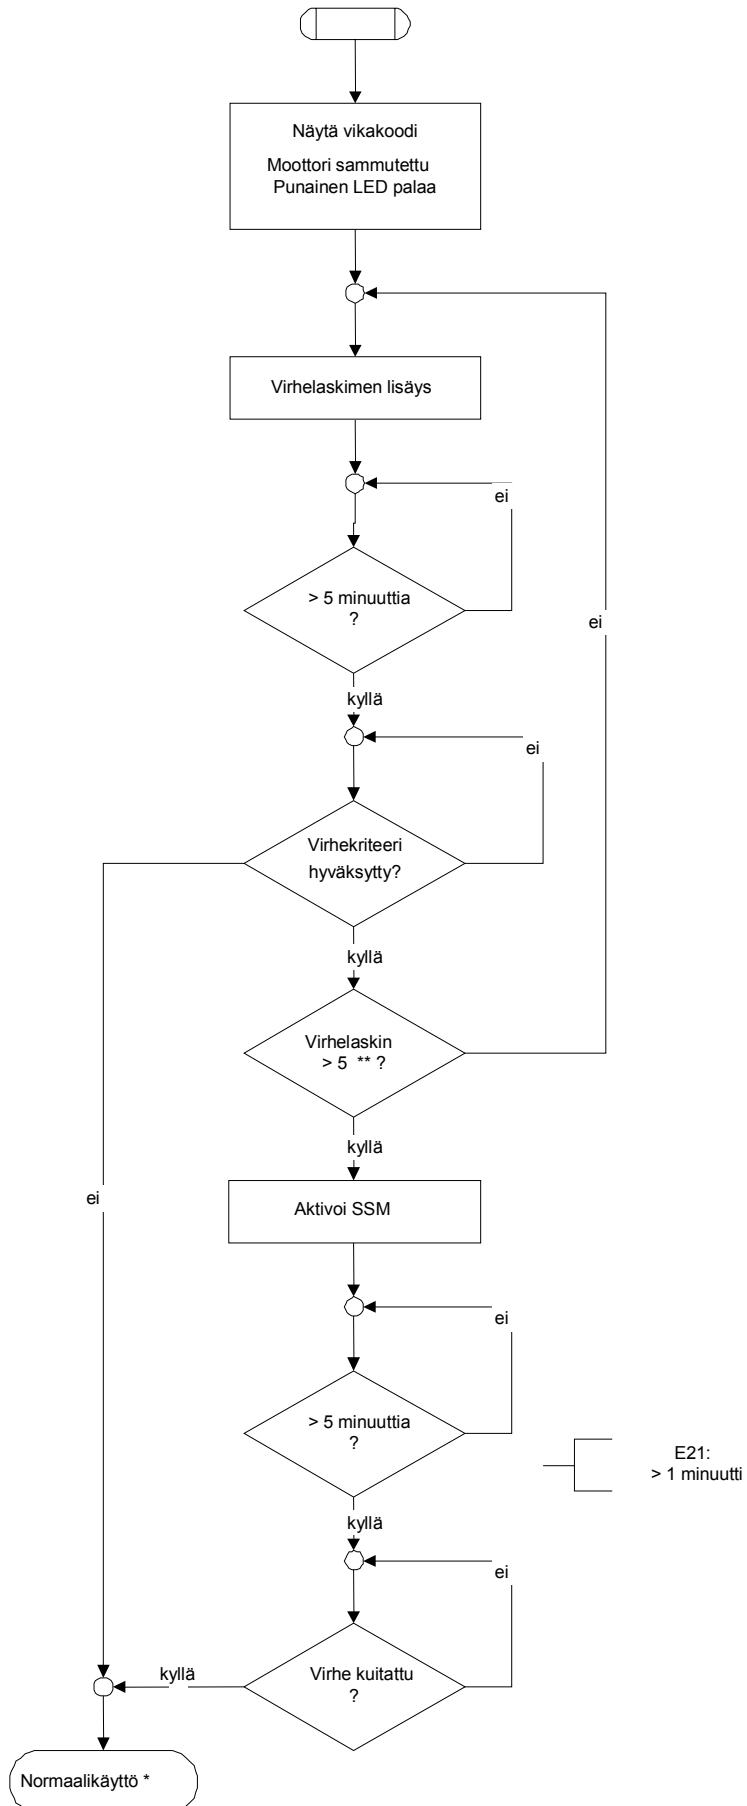 Näytä vikakoodi
Moottori sammutettu
Punainen LED palaa
Virhelaskimen lisäys
ei
> 5 minuuttia
?
ei
kyllä
ei
Virhekriteeri
hyväksytty?
kyllä
Virhelaskin
> 5 ** ?
kyllä
ei
Aktivoi SSM
ei
> 5 minuuttia
?
E21:
> 1 minuutti
kyllä
ei
kyllä
Virhe kuitattu
?
Normaalikäyttö *